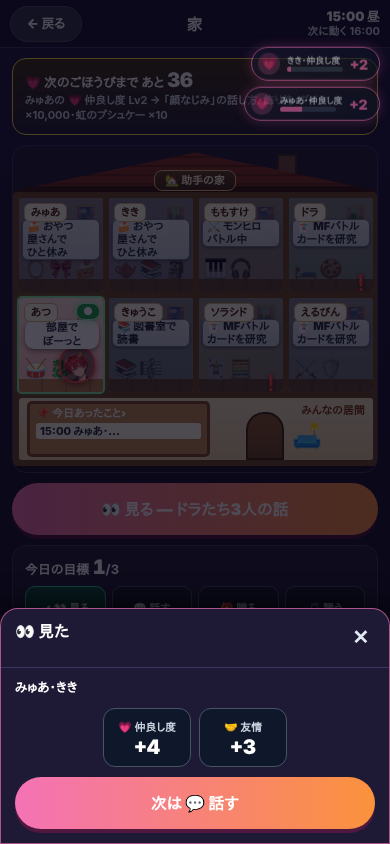 ← 戻る
家
15:00 昼
次に動く 16:00
きき・仲良し度
+2
💗 次のごほうびまで あと 36
みゅあの 💗 仲良し度 Lv2 → 「顔なじみ」の話し
×10,000・虹のプシュケー ×10
みゅあ・仲良し度
+2
🏡 助手の家
みゅあ
🍰 おやつ
屋さんで
ひと休み
きき
🍰 おやつ
屋さんで
ひと休み
ももすけ
モンヒロ
バトル中
ドラ
MFバトル
カードを研究
あつ
部屋で
ぼーっと
きゅうこ
📚 図書室で
読書
ソラシド
MFバトル
カードを研究
えるぴん
MFバトル
カードを研究
📌 今日あったこと›
15:00 みゅあ・…
みんなの居間
👀 見る — ドラたち3人の話
今日の目標 1/3
👀 見た
×
みゅあ・きき
💗 仲良し度
+4
🤝 友情
+3
次は 💬 話す